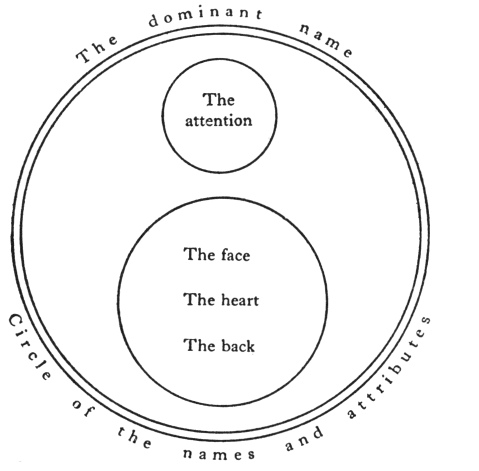 The dominant name
The
attention
The face
The heart
The back
Circle of the names and attributes